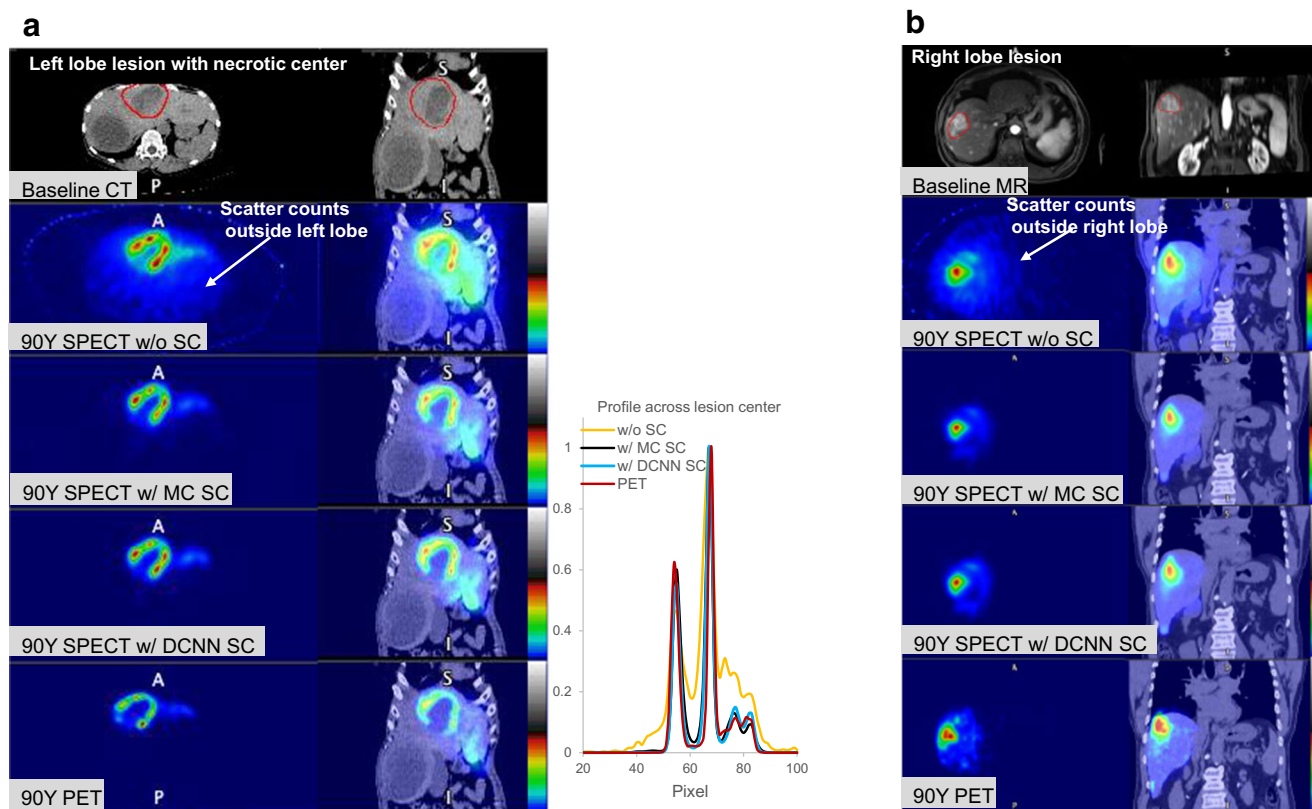 a
Left lobe lesion with necrotic center
S
Baseline CT
P
I
Scatter counts
outside left lobe
A
S
90Y SPECT w/o SC
I
A
S
90Y SPECT w/ MC SC
I
A
S
90Y SPECT w/ DCNN SC
I
A
S
90Y PET
P
I
Profile across lesion center
w/o SC
w/ MC SC
w/ DCNN SC
PET
1
0.8
0.6
0.4
0.2
0
20 40 60 80 100
Pixel
b
Right lobe lesion
A
S
Baseline MR
I
Scatter counts
outside right lobe
S
90Y SPECT w/o SC
I
A
S
90Y SPECT w/ MC SC
I
A
S
90Y SPECT w/ DCNN SC
I
A
S
90Y PET
P
I